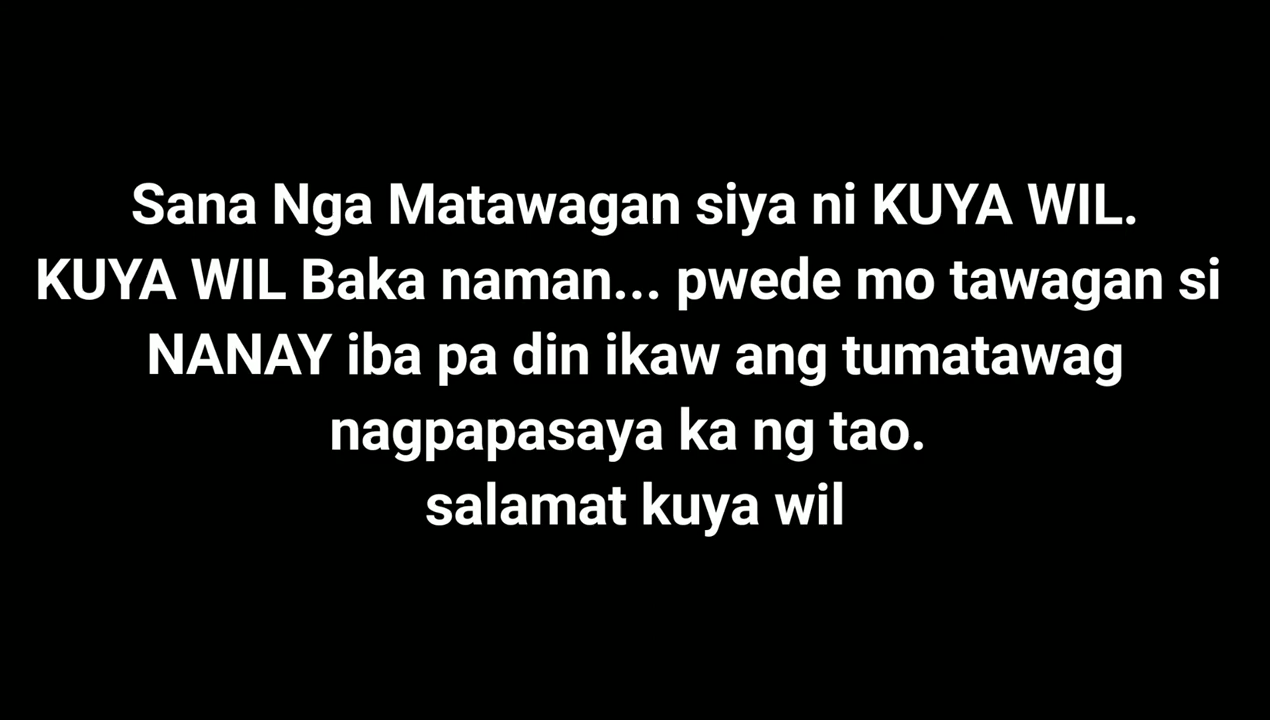 Sana Nga Matawagan siya ni KUYA WIL.
KUYA WIL Baka naman... pwede mo tawagan si
NANAY iba pa din ikaw ang tumatawag
nagpapasaya ka ng tao.
salamat kuya wil